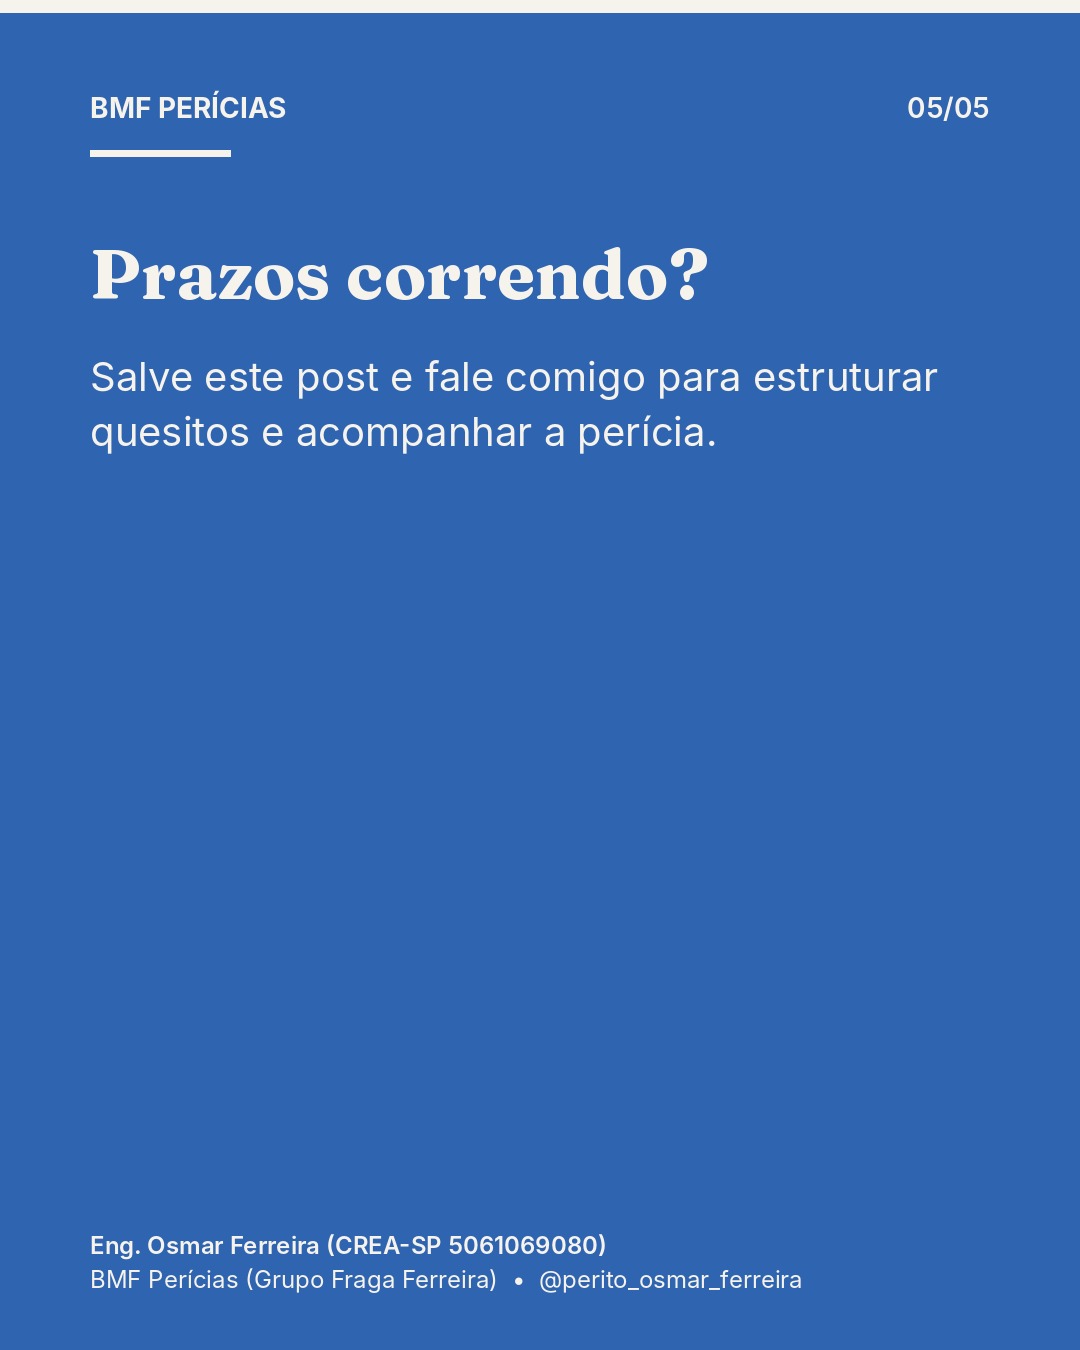 BMF PERÍCIAS
05/05
Prazos correndo?
Salve este post e fale comigo para estruturar
quesitos e acompanhar a perícia.
Eng. Osmar Ferreira (CREA-SP 5061069080)
BMF Perícias (Grupo Fraga Ferreira) • @perito_osmar_ferreira